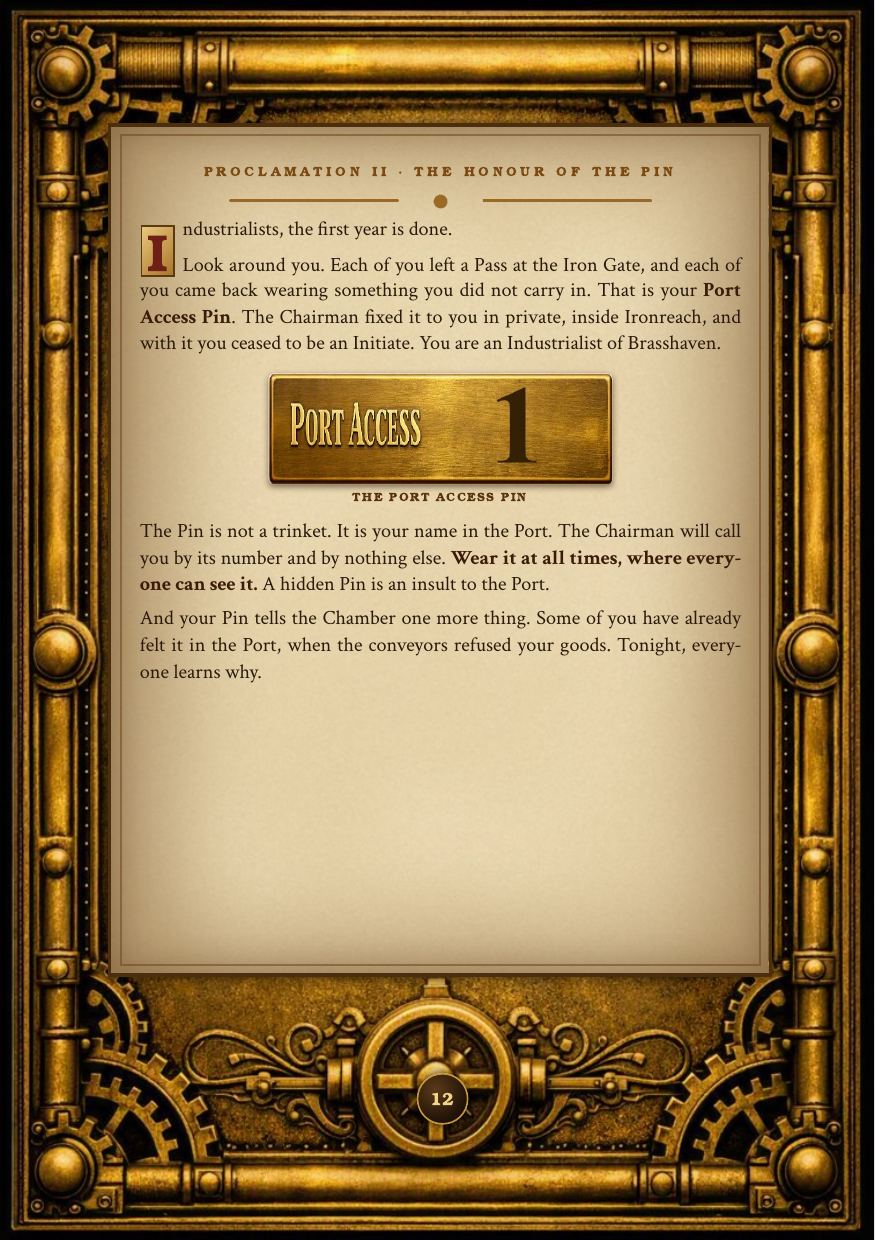 PROCLAMATION II · THE HONOUR OF THE PIN
Industrialists, the first year is done.
Look around you. Each of you left a Pass at the Iron Gate, and each of
you came back wearing something you did not carry in. That is your Port
Access Pin. The Chairman fixed it to you in private, inside Ironreach, and
with it you ceased to be an Initiate. You are an Industrialist of Brasshaven.
PORT ACCESS 1
THE PORT ACCESS PIN
The Pin is not a trinket. It is your name in the Port. The Chairman will call
you by its number and by nothing else. Wear it at all times, where every-
one can see it. A hidden Pin is an insult to the Port.
And your Pin tells the Chamber one more thing. Some of you have already
felt it in the Port, when the conveyors refused your goods. Tonight, every-
one learns why.
12